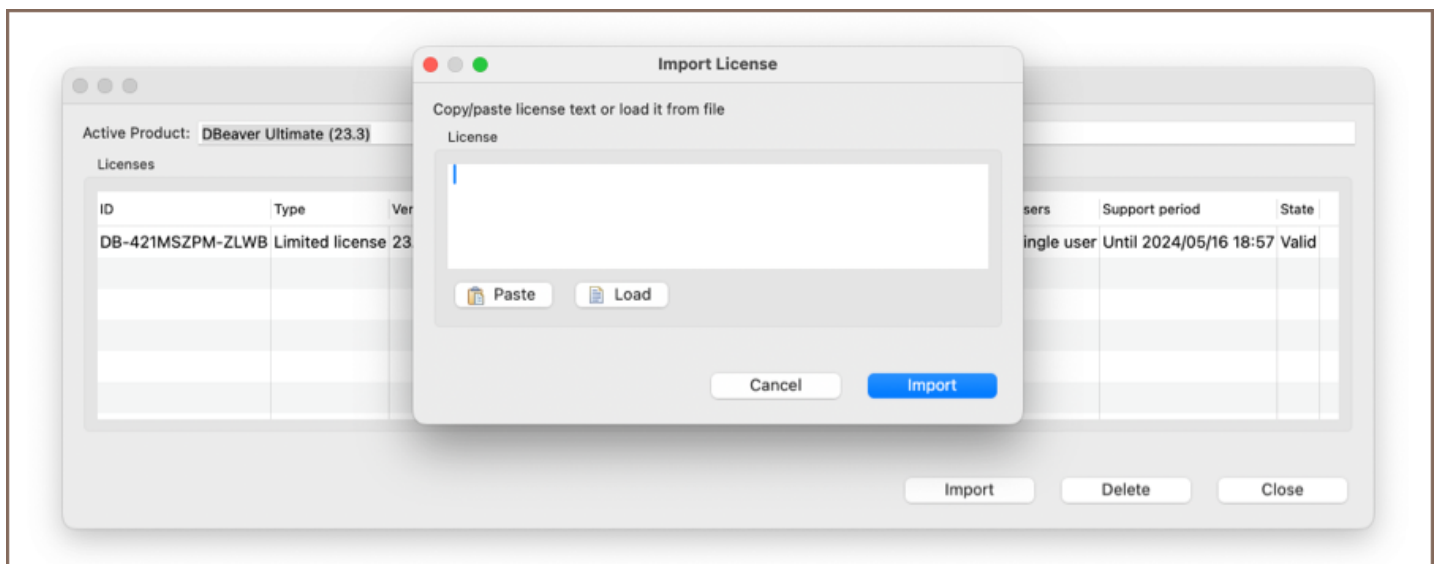 Import License
Copy/paste license text or load it from file
License
Paste Load
Cancel Import
Active Product: DBeaver Ultimate (23.3)
Licenses
ID Type Ver sers Support period State
DB-421MSZPM-ZLWB Limited license 23. ingle user Until 2024/05/16 18:57 Valid
Import Delete Close